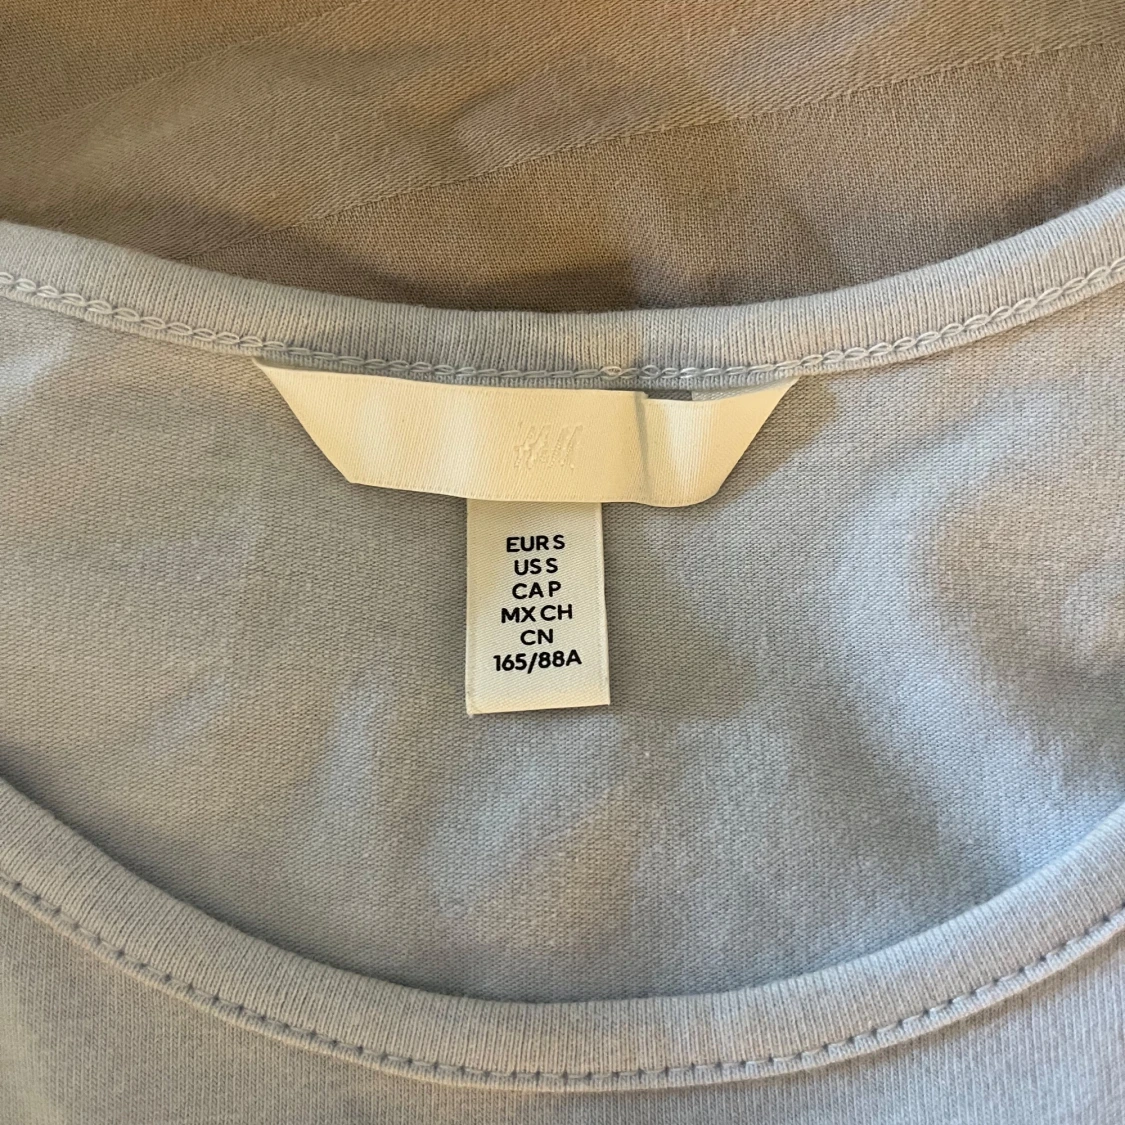 H&M
EUR S
US S
CA P
MX CH
CN
165/88A